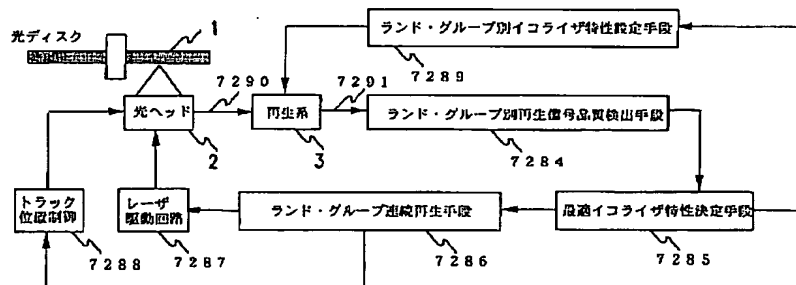 光ディスク
1
ランド・グループ別イコライザ特性設定手段
7289
7290
7291
光ヘッド
2
再生系
3
ランド・グループ別再生信号品質検出手段
7284
トラック
位置制御
7288
レーザ
駆動回路
7287
ランド・グループ連続再生手段
7286
最適イコライザ特性決定手段
7285